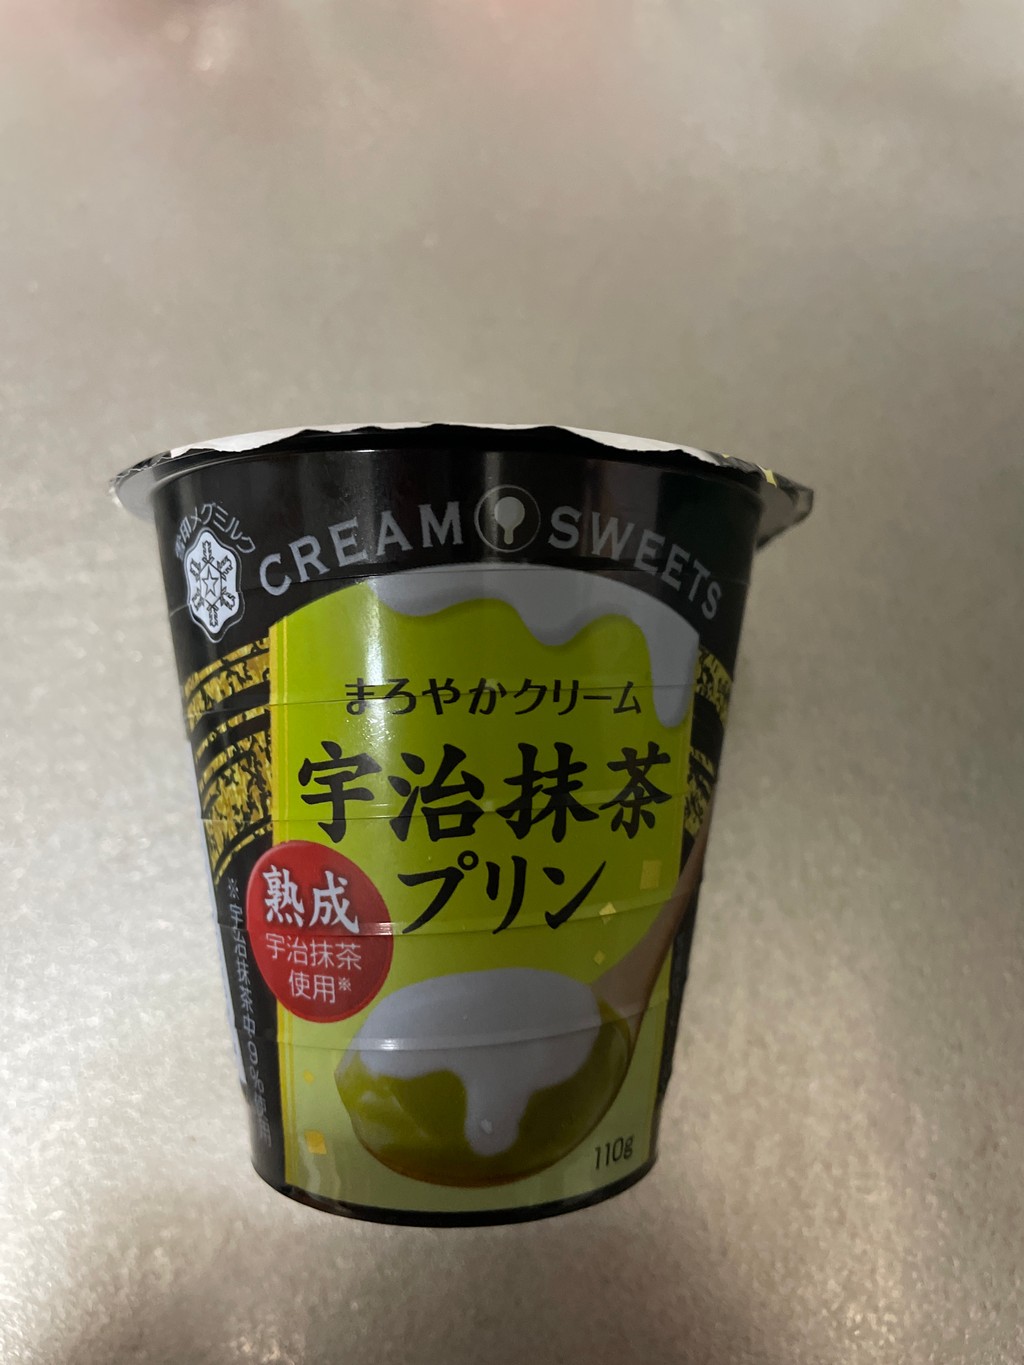 雪印メグミルク
CREAM SWEETS
まろやかクリーム
宇治抹茶
プリン
熟成
宇治抹茶
使用※
※宇治抹茶中9%使用
110g